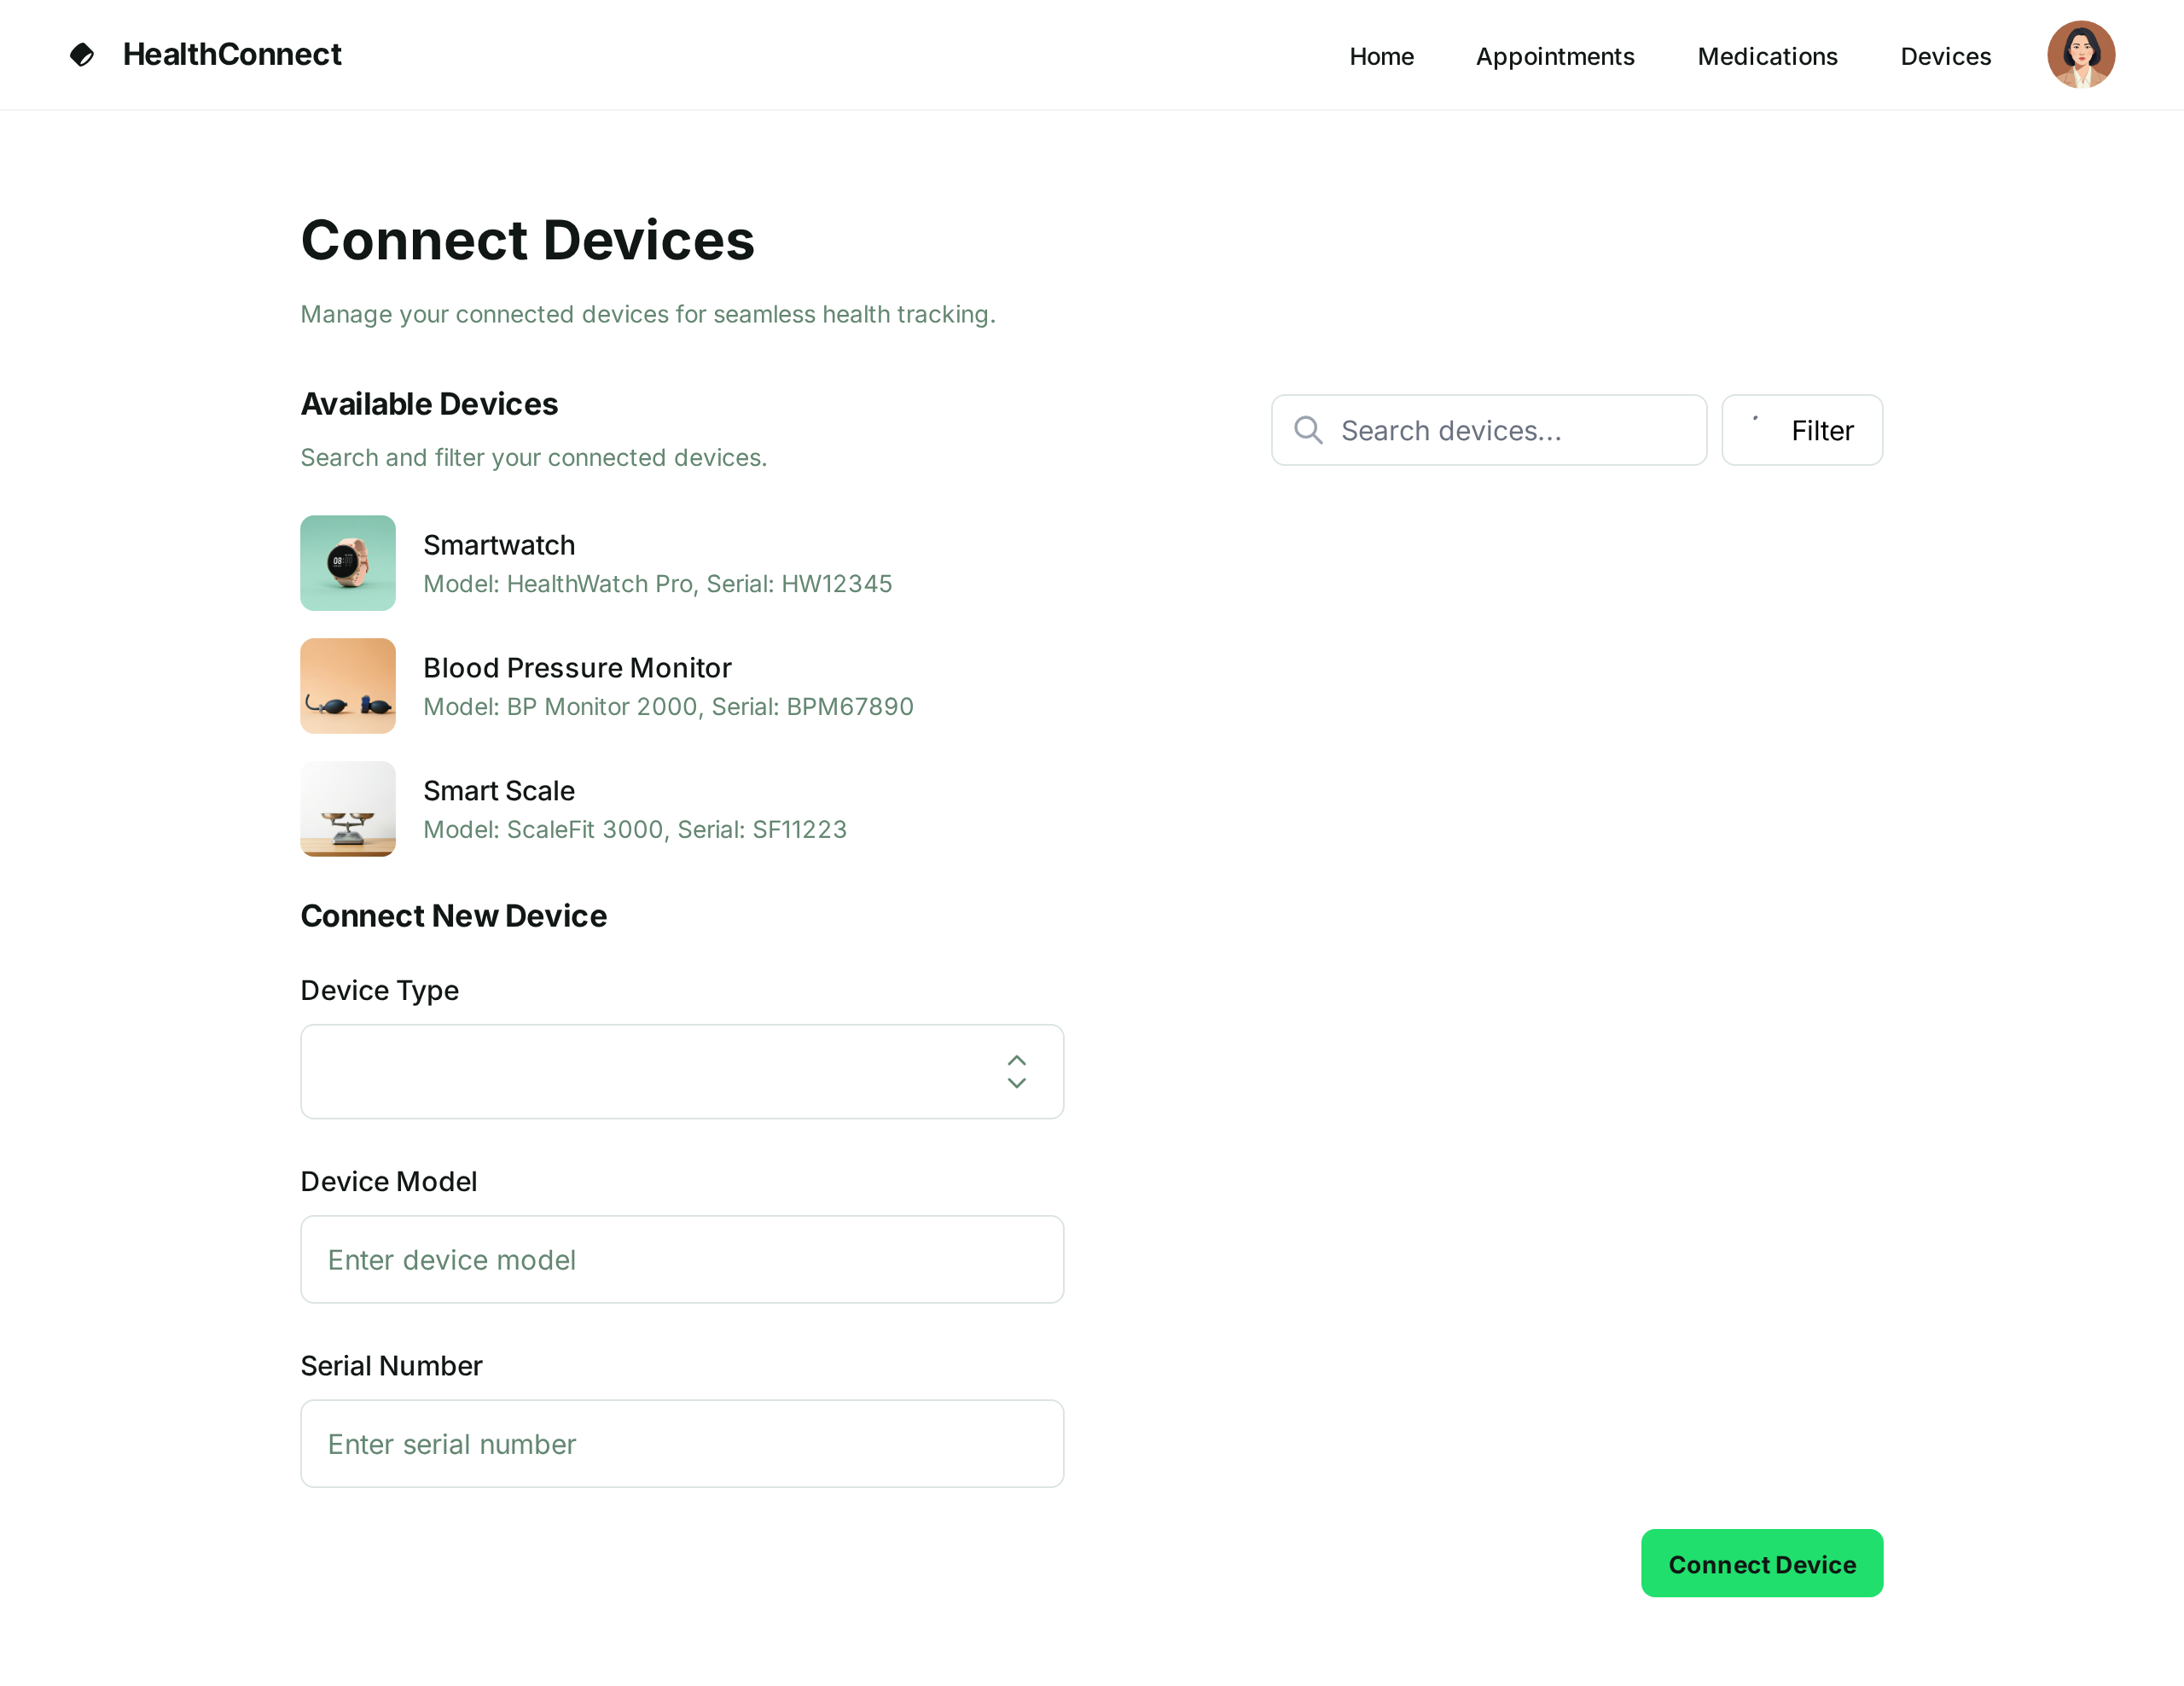 HealthConnect
Home
Appointments
Medications
Devices
Connect Devices
Manage your connected devices for seamless health tracking.
Available Devices
Search and filter your connected devices.
Search devices...
Filter
Smartwatch
Model: HealthWatch Pro, Serial: HW12345
Blood Pressure Monitor
Model: BP Monitor 2000, Serial: BPM67890
Smart Scale
Model: ScaleFit 3000, Serial: SF11223
Connect New Device
Device Type
Device Model
Enter device model
Serial Number
Enter serial number
Connect Device